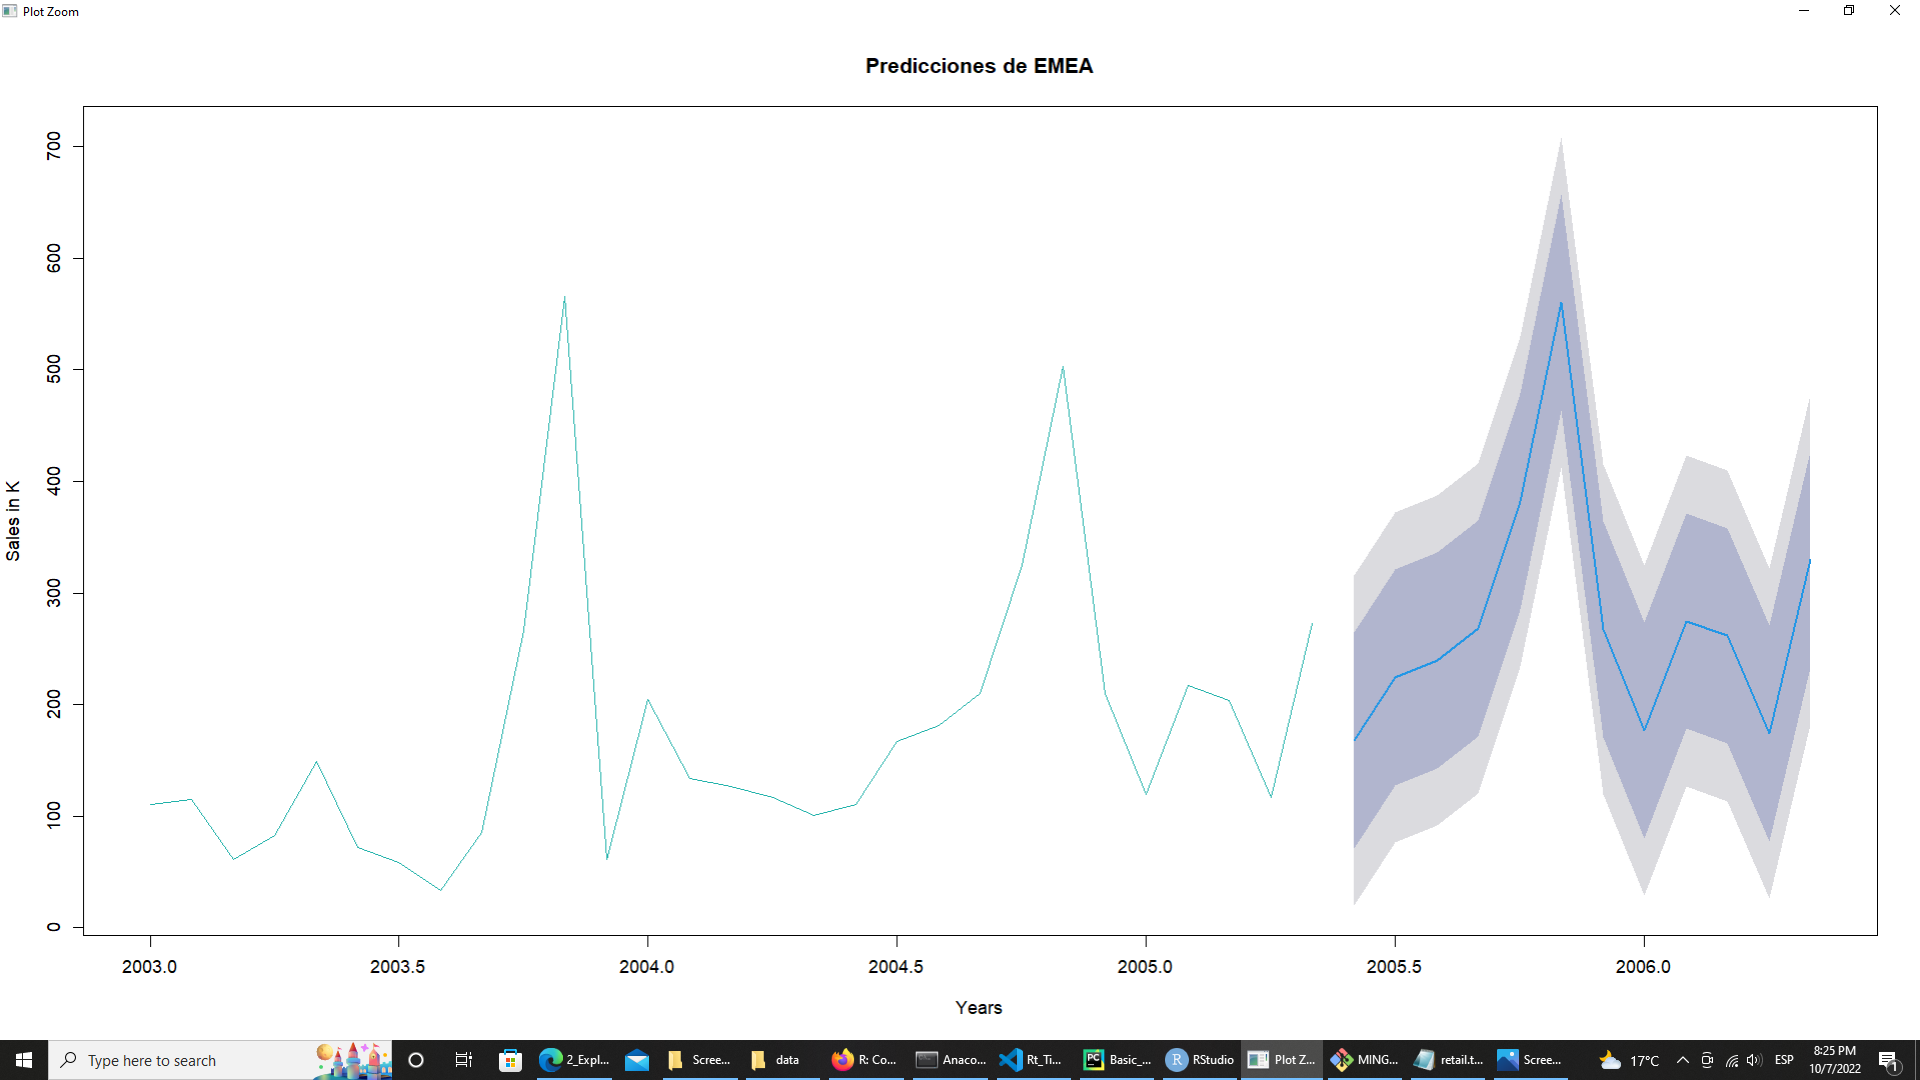 Plot Zoom
Predicciones de EMEA
700
600
500
400
300
200
100
0
Sales in K
2003.0 2003.5 2004.0 2004.5 2005.0 2005.5 2006.0
Years
Type here to search
2_Expl...
Scree...
data
R: Co...
Anaco...
Rt_Ti...
Basic_...
RStudio
Plot Z...
MING...
retail.t...
Scree...
17°C
ESP
8:25 PM
10/7/2022
1